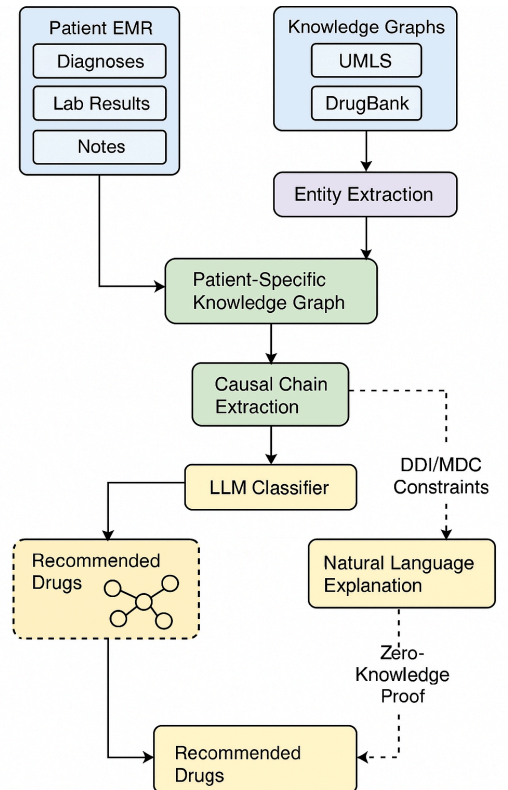 Patient EMR
Diagnoses
Lab Results
Notes
Knowledge Graphs
UMLS
DrugBank
Entity Extraction
Patient-Specific
Knowledge Graph
Causal Chain
Extraction
LLM Classifier
DDI/MDC
Constraints
Recommended
Drugs
Natural Language
Explanation
Zero-
Knowledge
Proof
Recommended
Drugs